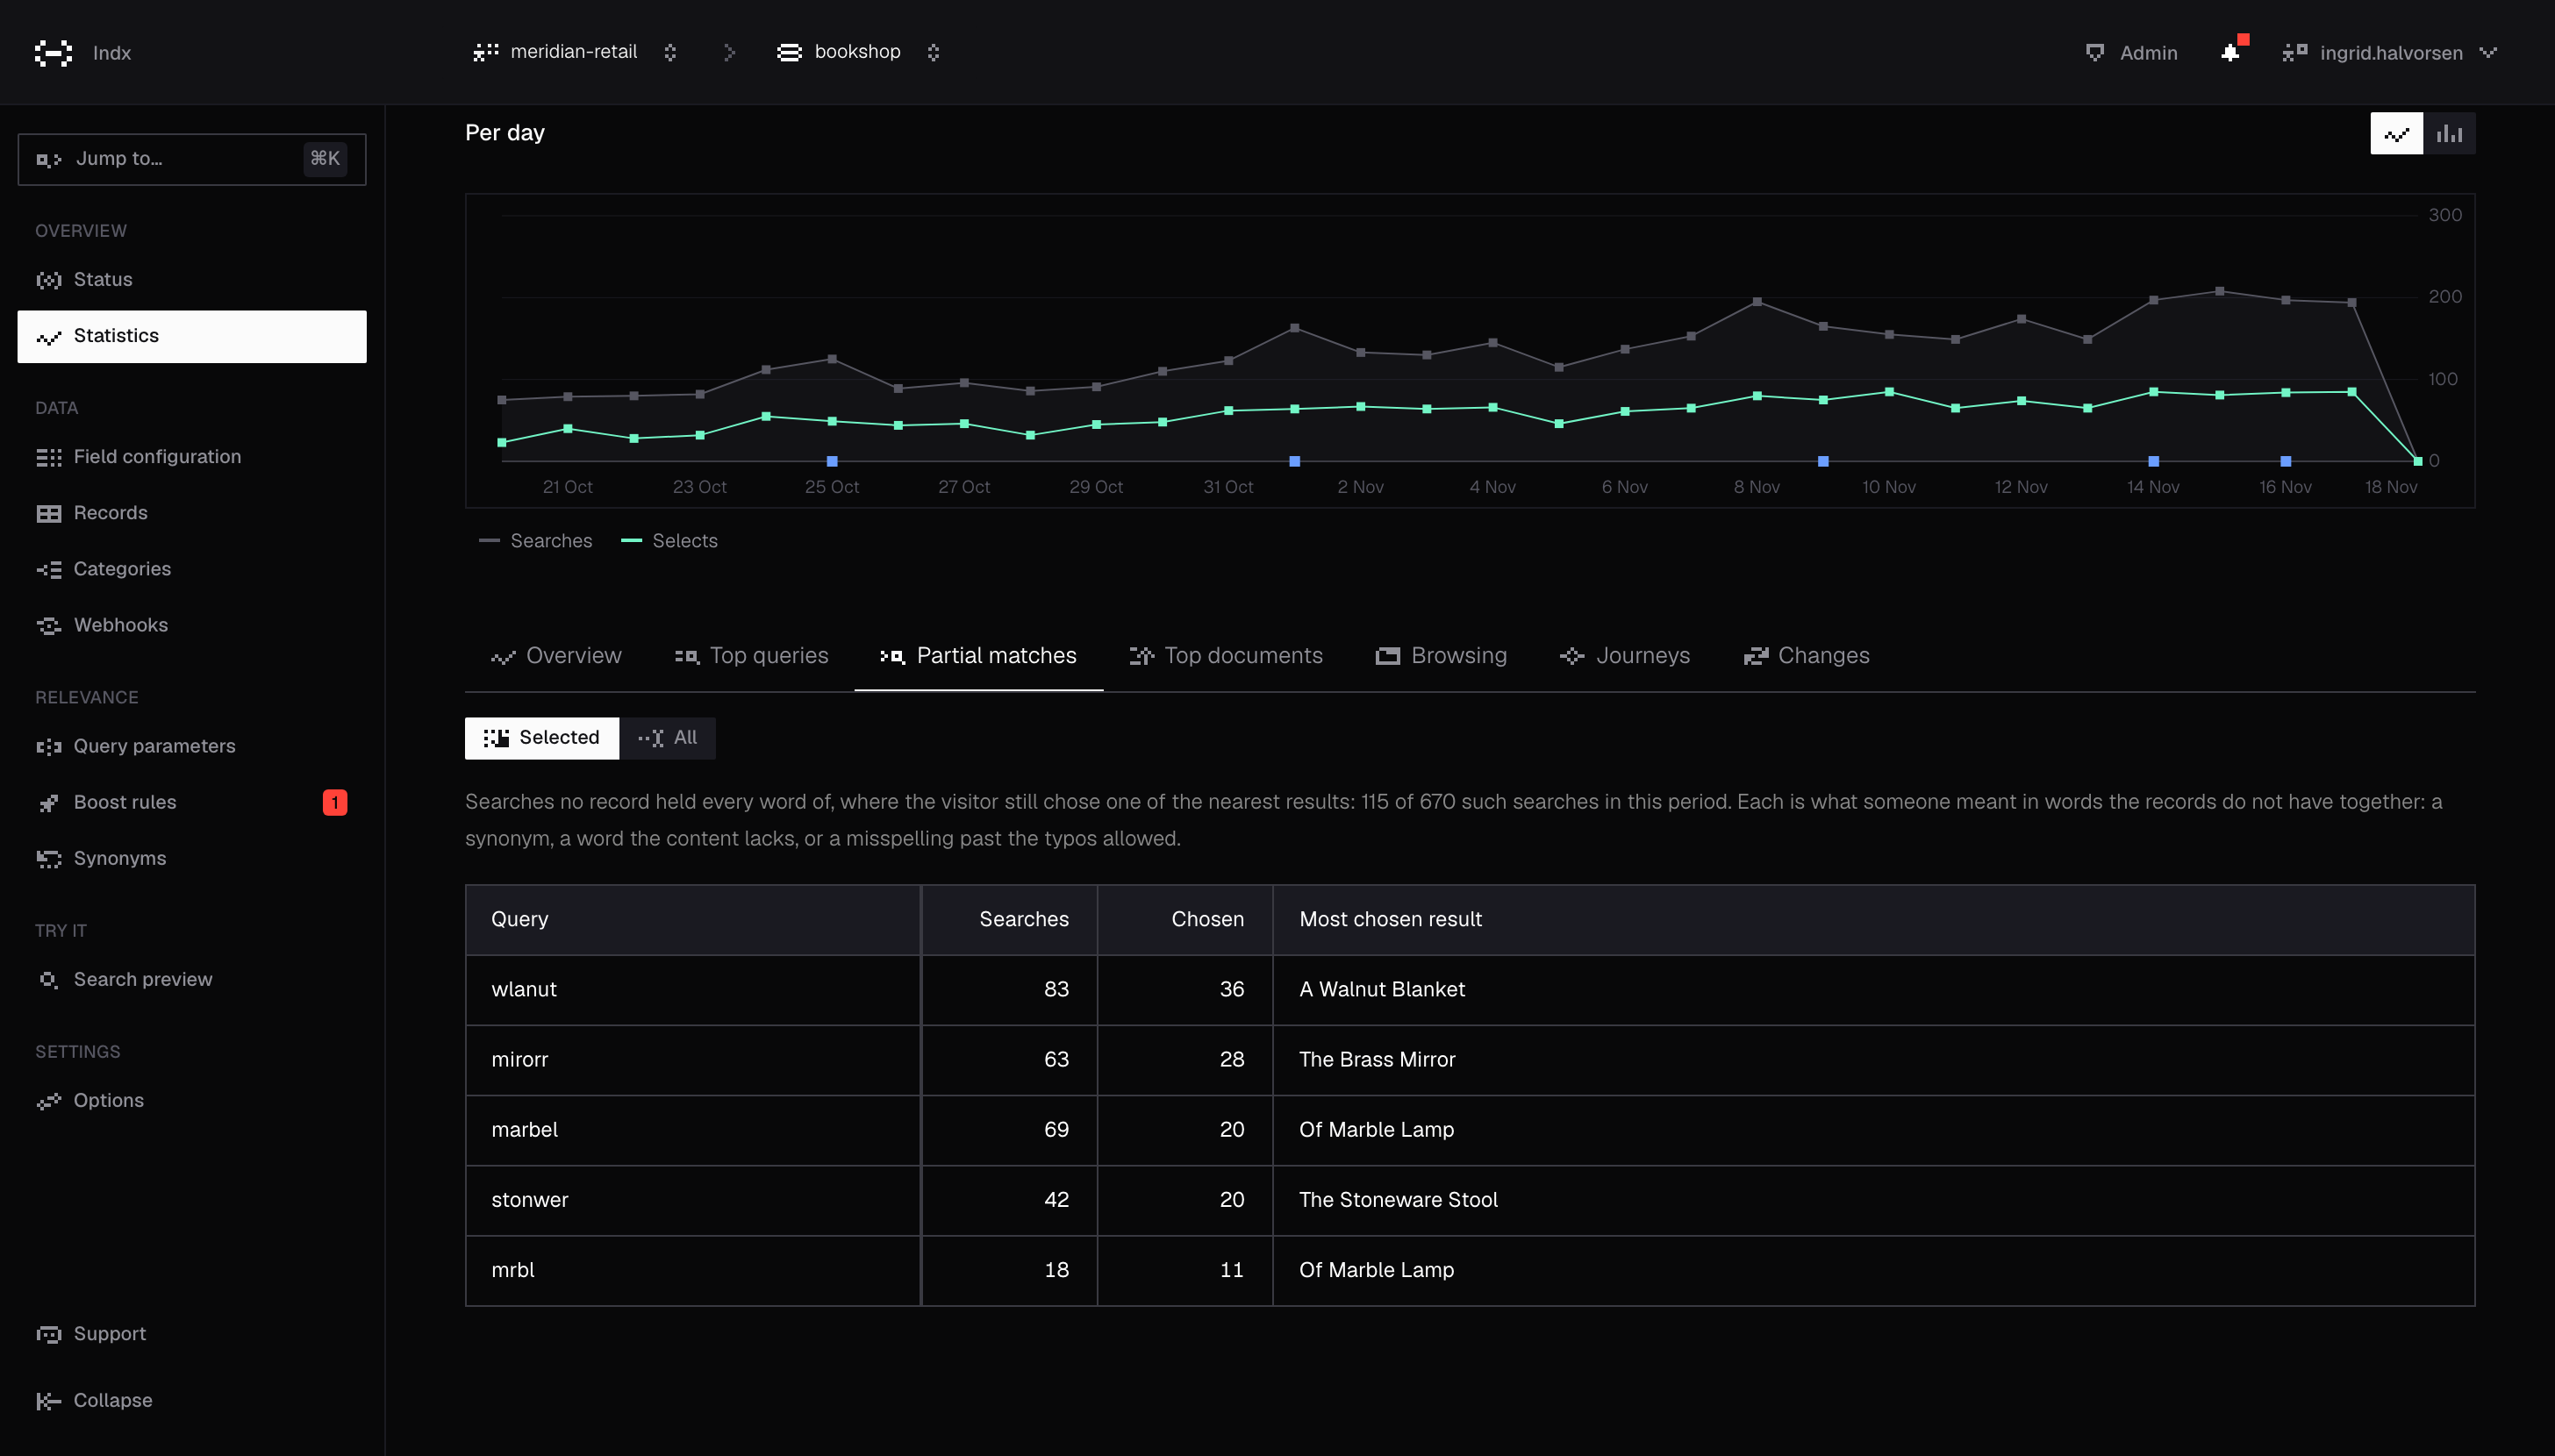 Indx
meridian-retail
bookshop
Admin
ingrid.halvorsen
Jump to...
⌘K
OVERVIEW
Status
Statistics
DATA
Field configuration
Records
Categories
Webhooks
RELEVANCE
Query parameters
Boost rules
1
Synonyms
TRY IT
Search preview
SETTINGS
Options
Support
Collapse
Per day
300
200
100
0
21 Oct 23 Oct 25 Oct 27 Oct 29 Oct 31 Oct 2 Nov 4 Nov 6 Nov 8 Nov 10 Nov 12 Nov 14 Nov 16 Nov 18 Nov
Searches Selects
Overview Top queries Partial matches Top documents Browsing Journeys Changes
Selected All
Searches no record held every word of, where the visitor still chose one of the nearest results: 115 of 670 such searches in this period. Each is what someone meant in words the records do not have together: a
synonym, a word the content lacks, or a misspelling past the typos allowed.
Query Searches Chosen Most chosen result
wlanut 83 36 A Walnut Blanket
mirorr 63 28 The Brass Mirror
marbel 69 20 Of Marble Lamp
stonwer 42 20 The Stoneware Stool
mrbl 18 11 Of Marble Lamp